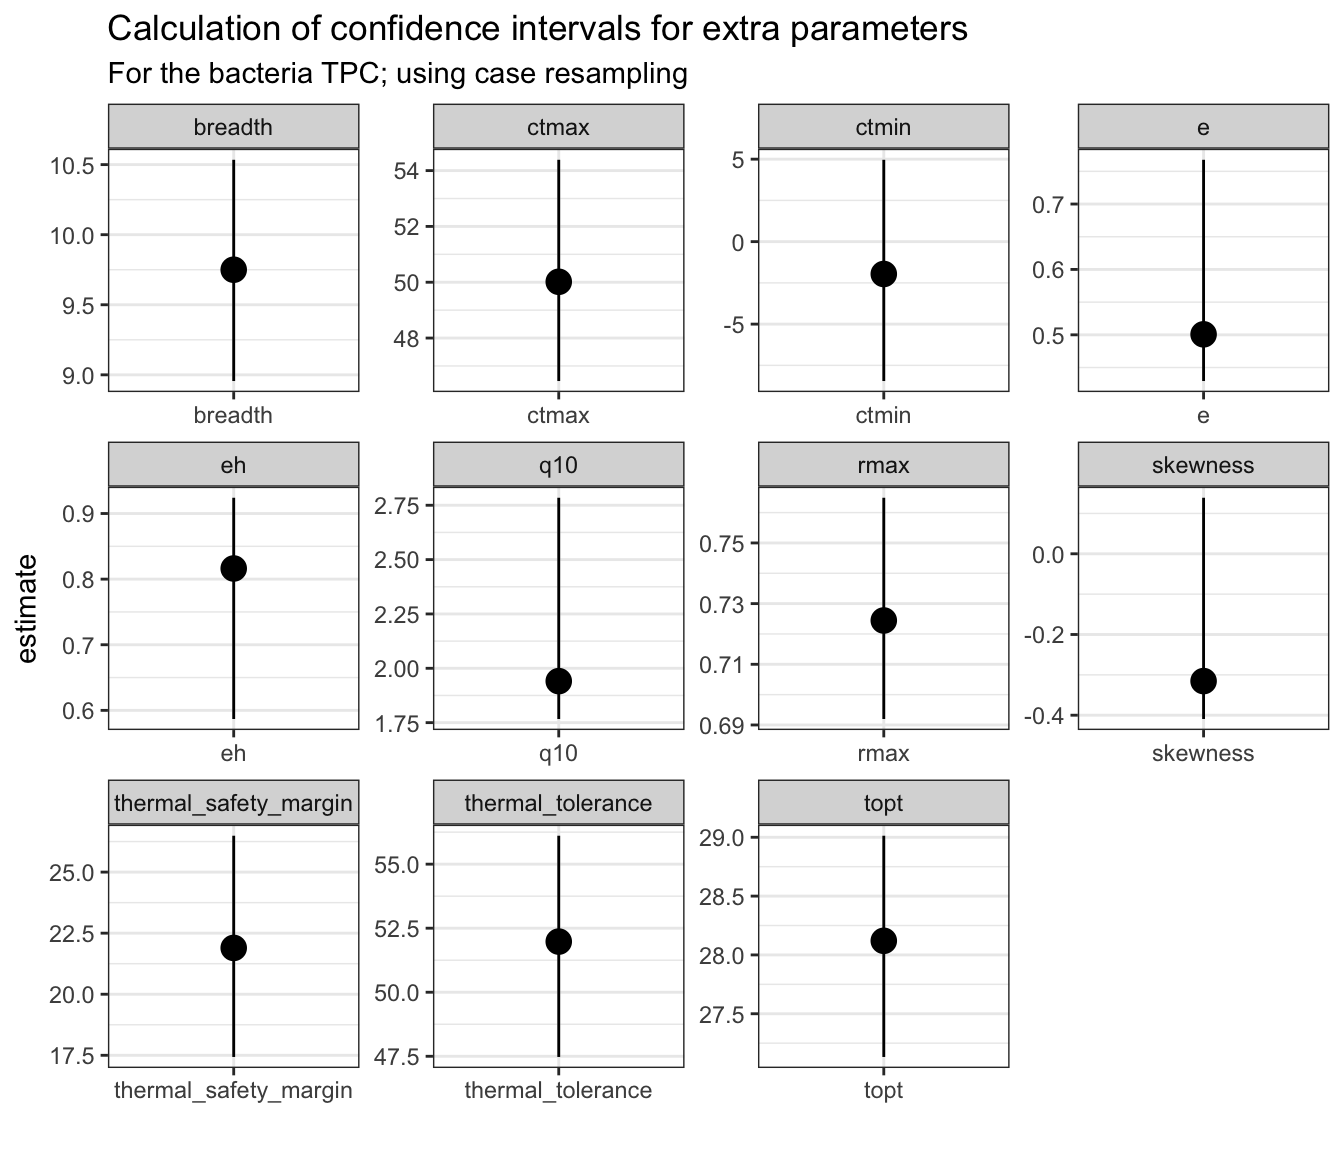 Calculation of confidence intervals for extra parameters
For the bacteria TPC; using case resampling
breadth
ctmax
ctmin
e
10.5
10.0
9.5
9.0
54
52
50
48
5
0
-5
0.7
0.6
0.5
breadth
ctmax
ctmin
e
estimate
eh
q10
rmax
skewness
0.9
0.8
0.7
0.6
2.75
2.50
2.25
2.00
1.75
0.75
0.73
0.71
0.69
0.0
-0.2
-0.4
eh
q10
rmax
skewness
thermal_safety_margin
thermal_tolerance
topt
25.0
22.5
20.0
17.5
55.0
52.5
50.0
47.5
29.0
28.5
28.0
27.5
thermal_safety_margin
thermal_tolerance
topt